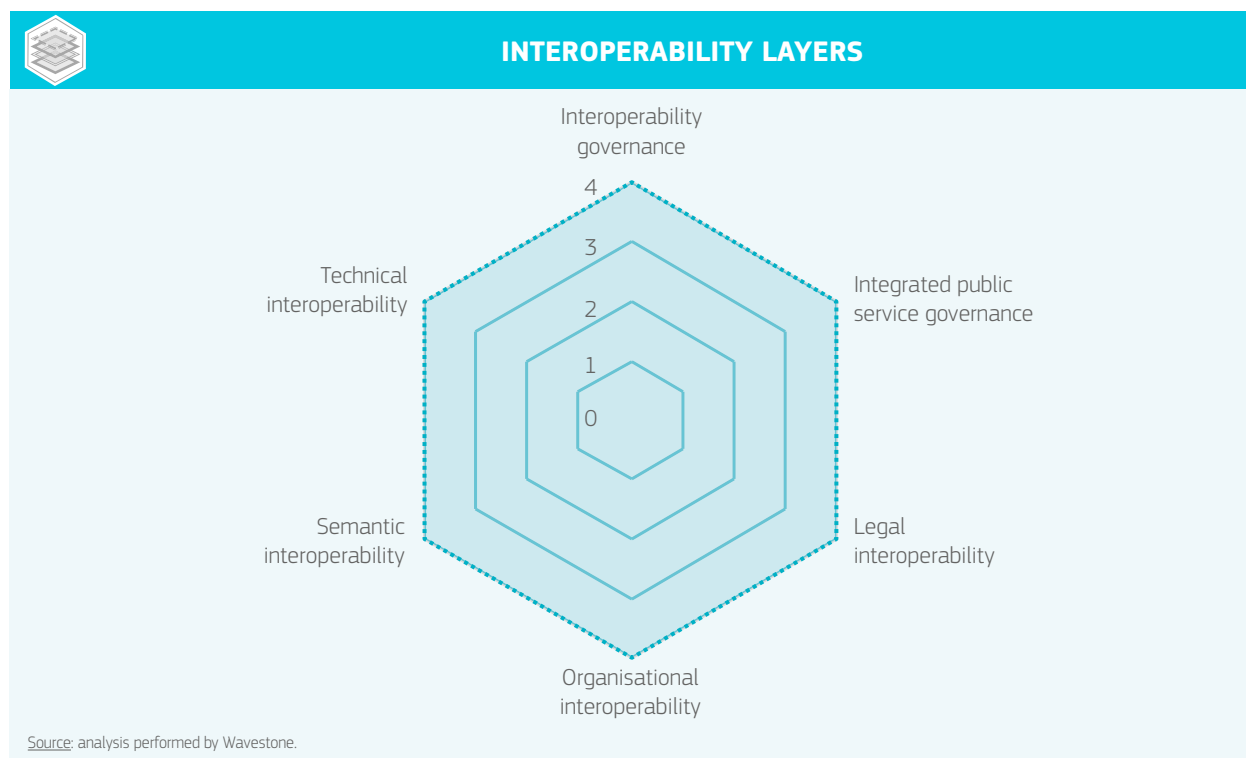 INTEROPERABILITY LAYERS
Interoperability
governance
4
3
2
1
0
Technical
interoperability
Integrated public
service governance
Semantic
interoperability
Legal
interoperability
Organisational
interoperability
Source: analysis performed by Wavestone.